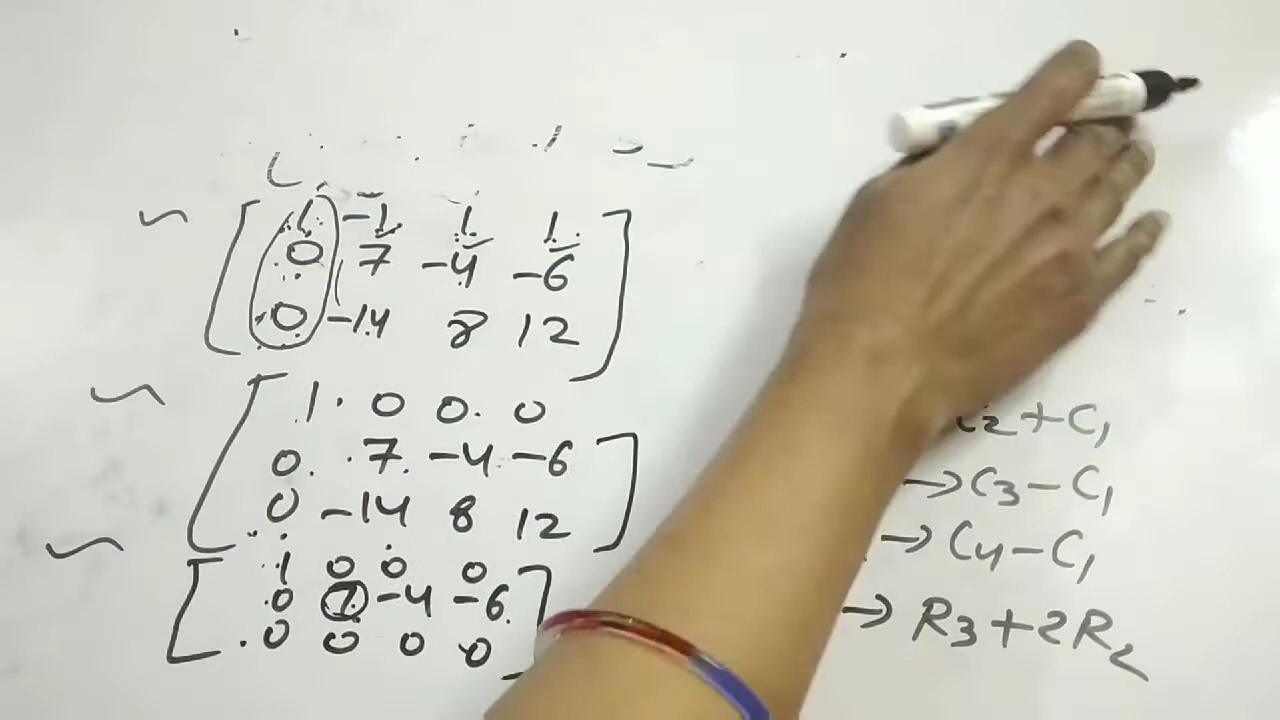 ~ [ 1 -1 1 1
0 7 -4 -6
0 -14 8 12 ]
~ [ 1 0 0 0
0 7 -4 -6
0 -14 8 12 ]
~ [ 1 0 0 0
0 7 -4 -6
0 0 0 0 ]
C2 + C1
→ C3 - C1
→ C4 - C1
→ R3 + 2R2